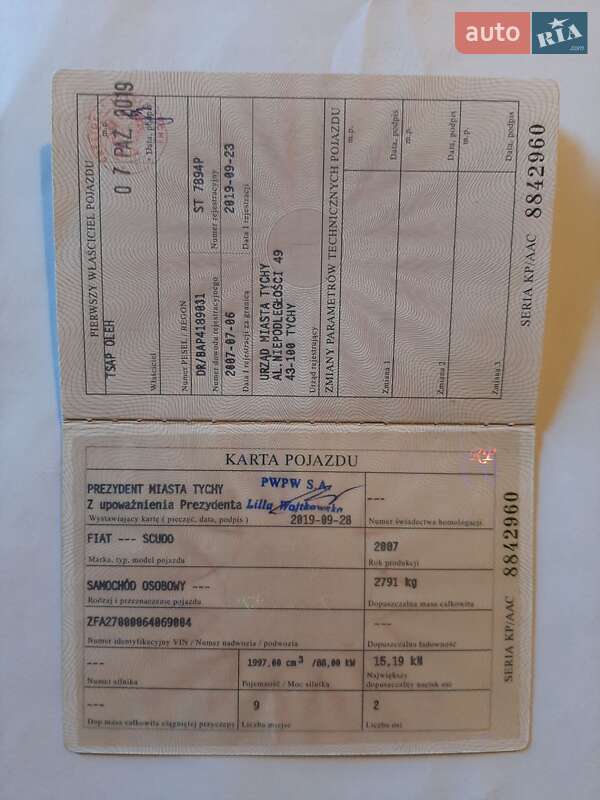 auto RIA.com
PIERWSZY WŁAŚCICIEL POJAZDU
TSAP OLEH
07 PAŹ. 2019
Właściciel
m.p.
Data, podpis
Numer PESEL/REGON
DR/BAP4189031
ST 7894P
Numer dowodu rejestracyjnego
Numer rejestracyjny
2007-07-06
2019-09-23
Data I rejestracji za granicą
Data I rejestracji
URZĄD MIASTA TYCHY
AL.NIEPODLEGŁOŚCI 49
43-100 TYCHY
Urząd rejestrujący
ZMIANY PARAMETRÓW TECHNICZNYCH POJAZDU
m.p.
Zmiana 1
Data, podpis
m.p.
Zmiana 2
Data, podpis
m.p.
Zmiana 3
Data, podpis
SERIA KP/AAC 8842960
KARTA POJAZDU
PREZYDENT MIASTA TYCHY
PWPW S.A.
Z upoważnienia Prezydenta Lilla Wojtkowska
---
Wystawiający kartę ( pieczęć, data, podpis )
2019-09-28
Numer świadectwa homologacji
FIAT --- SCUDO
2007
Marka, typ, model pojazdu
Rok produkcji
SAMOCHÓD OSOBOWY ---
2791 kg
Rodzaj i przeznaczenie pojazdu
Dopuszczalna masa całkowita
ZFA27000064069004
---
Numer identyfikacyjny VIN / Numer nadwozia / podwozia
Dopuszczalna ładowność
---
1997,00 cm³ /88,00 kW
15,19 kN
Numer silnika
Pojemność / Moc silnika
Największy dopuszczalny nacisk osi
---
9
2
Dop masa całkowita ciągniętej przyczepy
Liczba miejsc
Liczba osi
SERIA KP/AAC 8842960